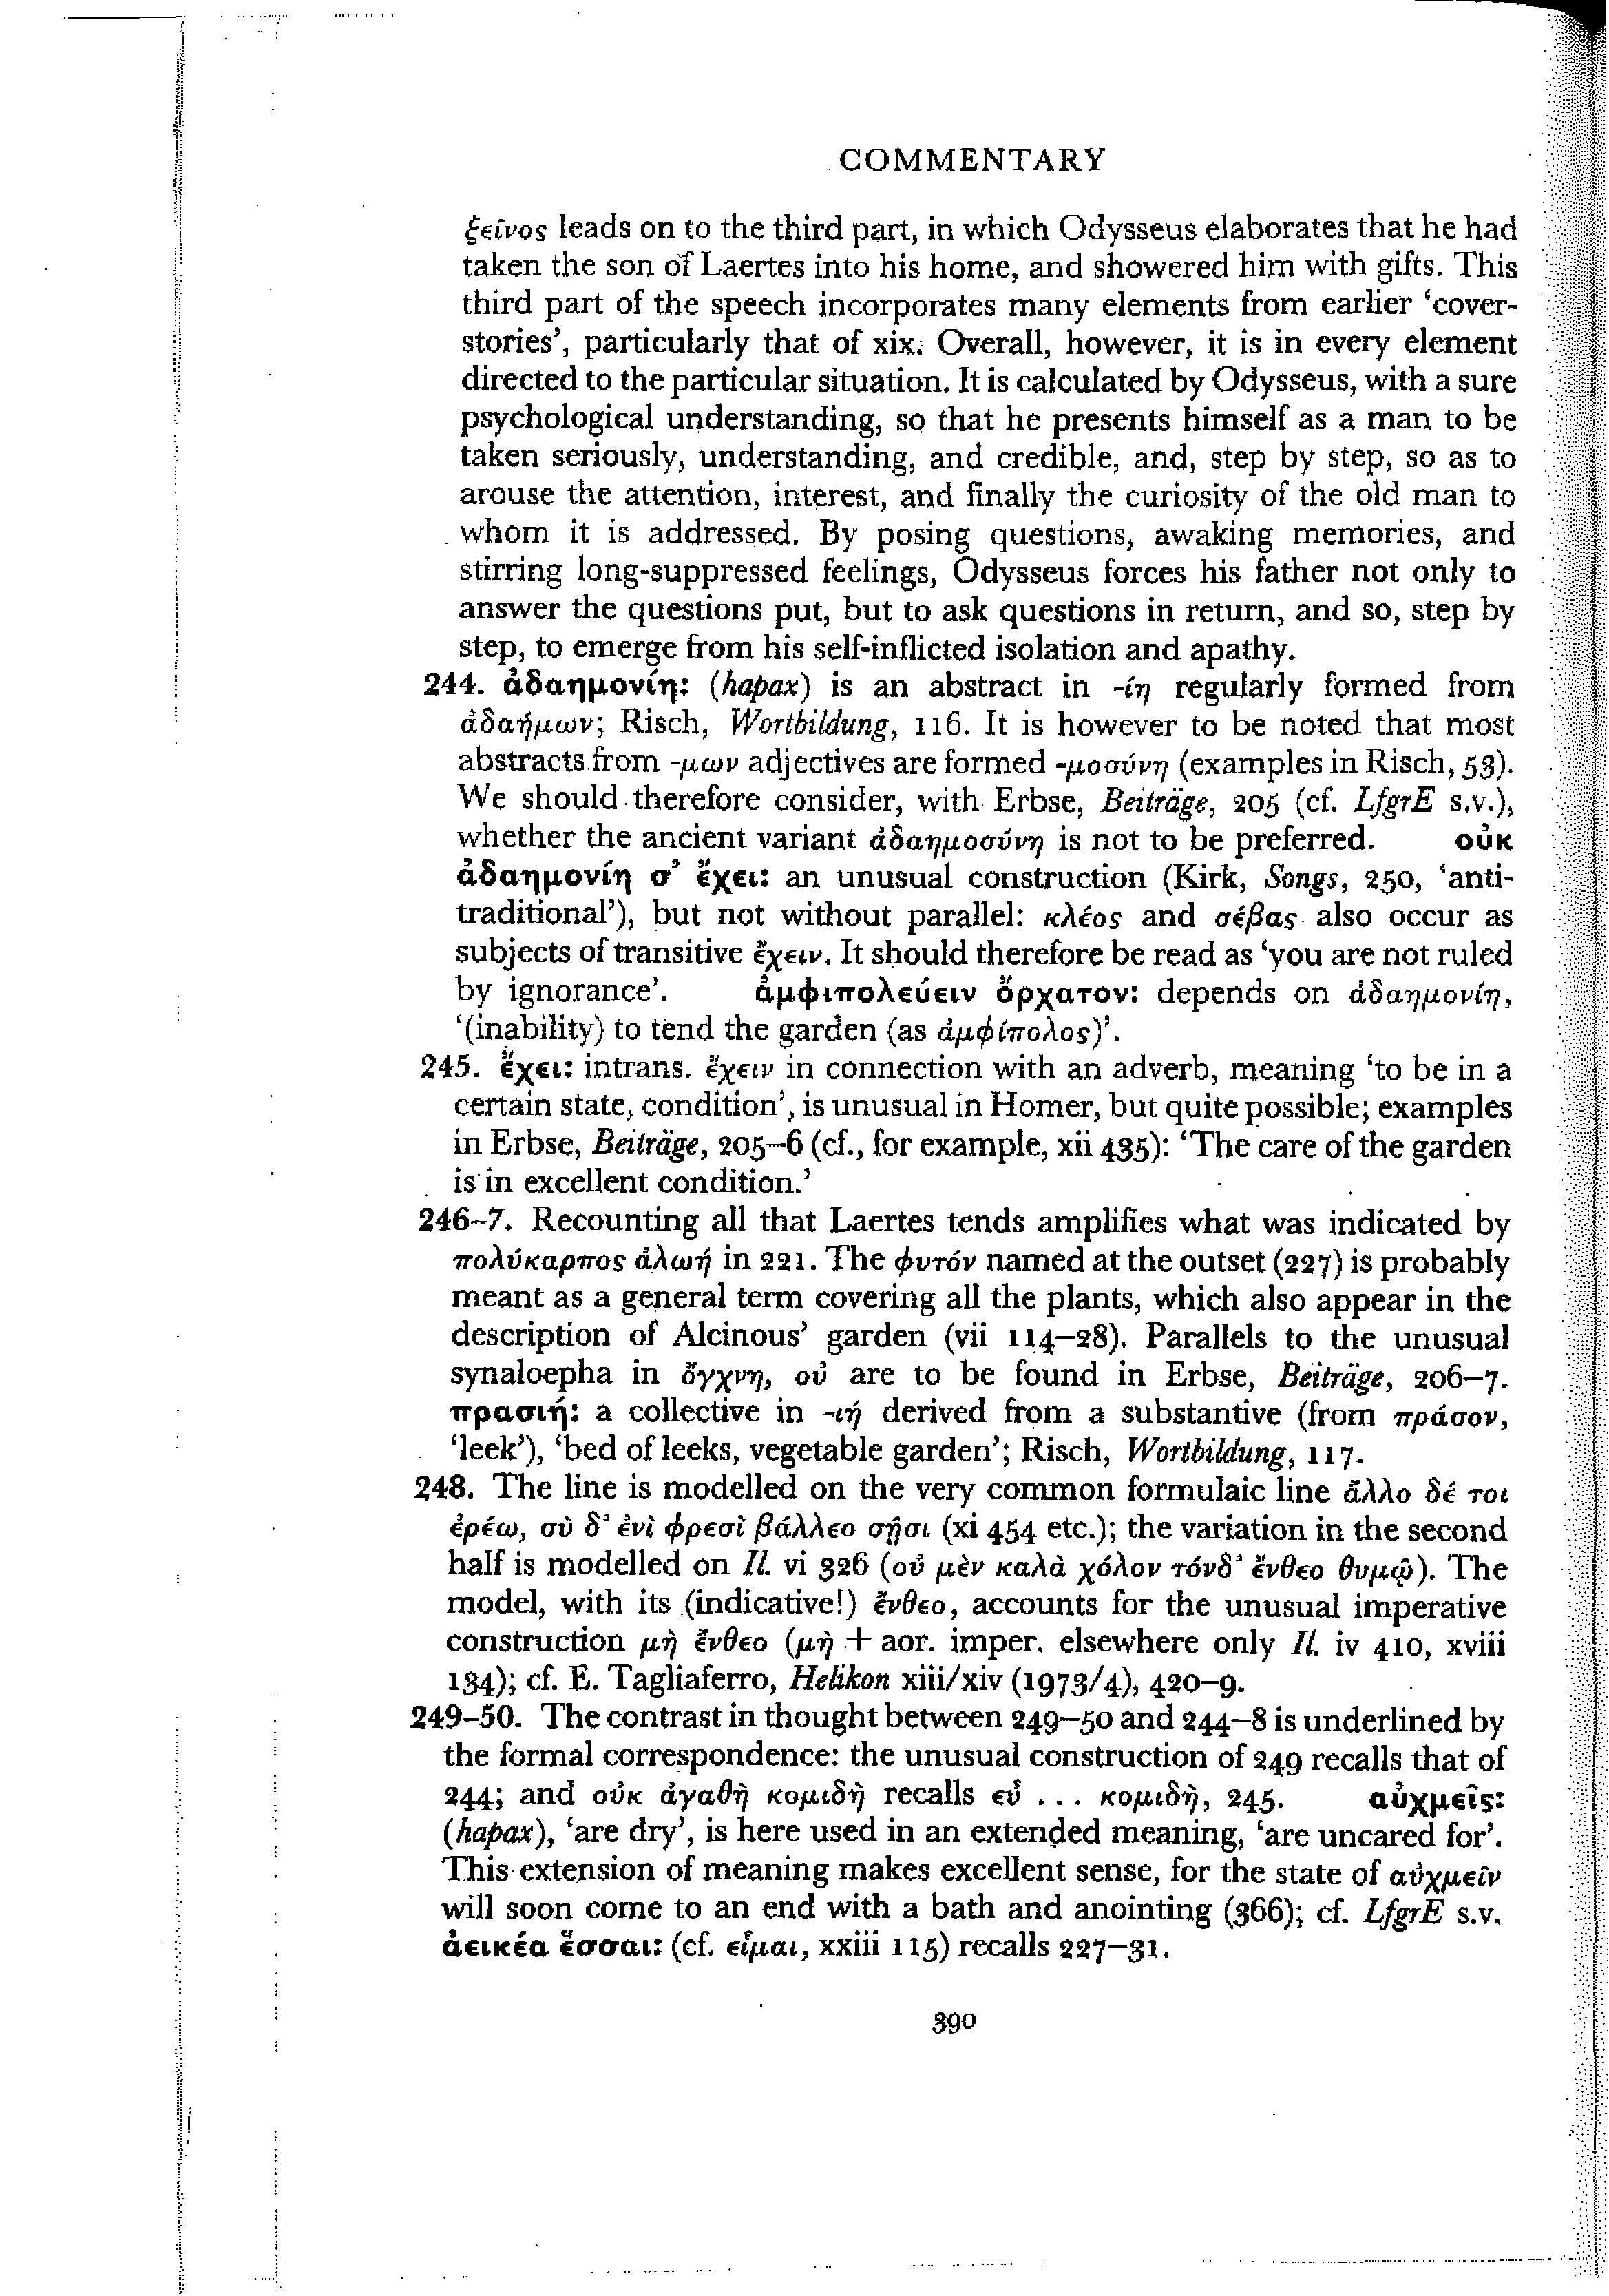 COMMENTARY
ξεῖνος leads on to the third part, in which Odysseus elaborates that he had
taken the son of Laertes into his home, and showered him with gifts. This
third part of the speech incorporates many elements from earlier ‘cover-
stories’, particularly that of xix. Overall, however, it is in every element
directed to the particular situation. It is calculated by Odysseus, with a sure
psychological understanding, so that he presents himself as a man to be
taken seriously, understanding, and credible, and, step by step, so as to
arouse the attention, interest, and finally the curiosity of the old man to
whom it is addressed. By posing questions, awaking memories, and
stirring long-suppressed feelings, Odysseus forces his father not only to
answer the questions put, but to ask questions in return, and so, step by
step, to emerge from his self-inflicted isolation and apathy.
244. ἀδαημονίη: (hapax) is an abstract in -ίη regularly formed from
ἀδαήμων; Risch, Wortbildung, 116. It is however to be noted that most
abstracts from -μων adjectives are formed -μοσύνη (examples in Risch, 53).
We should therefore consider, with Erbse, Beiträge, 205 (cf. LfgrE s.v.),
whether the ancient variant ἀδαημοσύνη is not to be preferred. οὐκ
ἀδαημονίη σ’ ἔχει: an unusual construction (Kirk, Songs, 250, ‘anti-
traditional’), but not without parallel: κλέος and σέβας also occur as
subjects of transitive ἔχειν. It should therefore be read as ‘you are not ruled
by ignorance’. ἀμφιπολεύειν ὄρχατον: depends on ἀδαημονίη,
‘(inability) to tend the garden (as ἀμφίπολος)’.
245. ἔχει: intrans. ἔχειν in connection with an adverb, meaning ‘to be in a
certain state, condition’, is unusual in Homer, but quite possible; examples
in Erbse, Beiträge, 205–6 (cf., for example, xii 435): ‘The care of the garden
is in excellent condition.’
246–7. Recounting all that Laertes tends amplifies what was indicated by
πολύκαρπος ἀλωή in 221. The φυτόν named at the outset (227) is probably
meant as a general term covering all the plants, which also appear in the
description of Alcinous’ garden (vii 114–28). Parallels to the unusual
synaloepha in ὄγχνη, οὐ are to be found in Erbse, Beiträge, 206–7.
πρασιή: a collective in -ιή derived from a substantive (from πράσον,
‘leek’), ‘bed of leeks, vegetable garden’; Risch, Wortbildung, 117.
248. The line is modelled on the very common formulaic line ἄλλο δέ τοι
ἐρέω, σὺ δ’ ἐνὶ φρεσὶ βάλλεο σῇσι (xi 454 etc.); the variation in the second
half is modelled on Il. vi 326 (οὐ μὲν καλὰ χόλον τόνδ’ ἔνθεο θυμῷ). The
model, with its (indicative!) ἔνθεο, accounts for the unusual imperative
construction μὴ ἔνθεο (μὴ + aor. imper. elsewhere only Il. iv 410, xviii
134); cf. E. Tagliaferro, Helikon xiii/xiv (1973/4), 420–9.
249–50. The contrast in thought between 249–50 and 244–8 is underlined by
the formal correspondence: the unusual construction of 249 recalls that of
244; and οὐκ ἀγαθὴ κομιδὴ recalls εὖ . . . κομιδὴ, 245. αὐχμεῖς:
(hapax), ‘are dry’, is here used in an extended meaning, ‘are uncared for’.
This extension of meaning makes excellent sense, for the state of αὐχμεῖν
will soon come to an end with a bath and anointing (366); cf. LfgrE s.v.
ἀεικέα ἕσσαι: (cf. εἷμαι, xxiii 115) recalls 227–31.
390